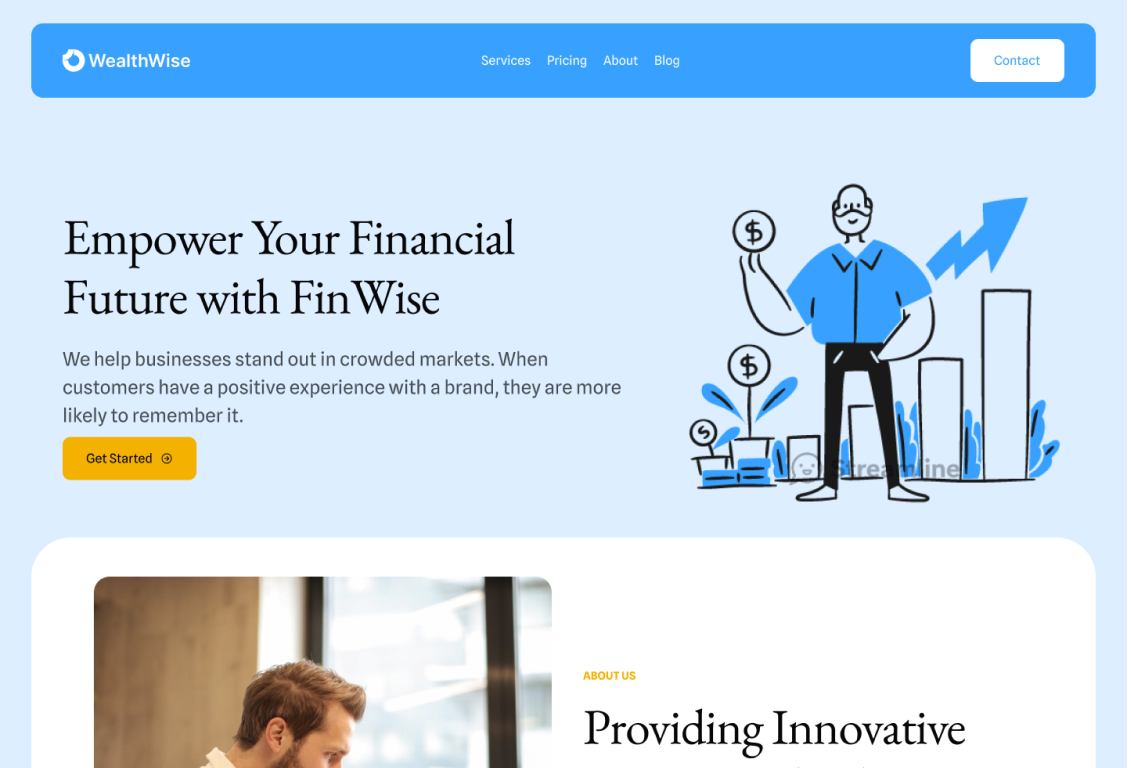 WealthWise
Services Pricing About Blog
Contact
Empower Your Financial
Future with FinWise
We help businesses stand out in crowded markets. When
customers have a positive experience with a brand, they are more
likely to remember it.
Get Started
$
$
$
Streamline
ABOUT US
Providing Innovative